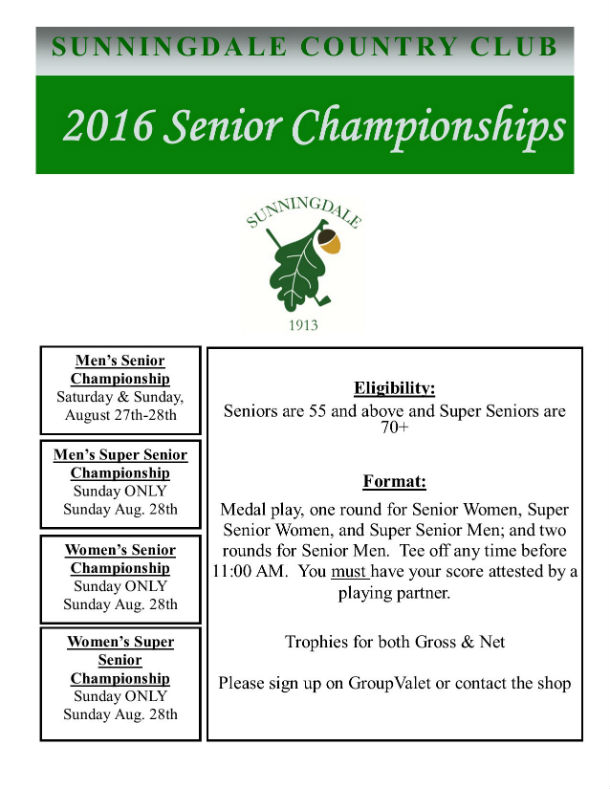 SUNNINGDALE COUNTRY CLUB
2016 Senior Championships
SUNNINGDALE
1913
Men's Senior
Championship
Saturday & Sunday,
August 27th-28th
Men's Super Senior
Championship
Sunday ONLY
Sunday Aug. 28th
Women's Senior
Championship
Sunday ONLY
Sunday Aug. 28th
Women's Super
Senior
Championship
Sunday ONLY
Sunday Aug. 28th
Eligibility:
Seniors are 55 and above and Super Seniors are
70+
Format:
Medal play, one round for Senior Women, Super
Senior Women, and Super Senior Men; and two
rounds for Senior Men.  Tee off any time before
11:00 AM.  You must have your score attested by a
playing partner.
Trophies for both Gross & Net
Please sign up on GroupValet or contact the shop